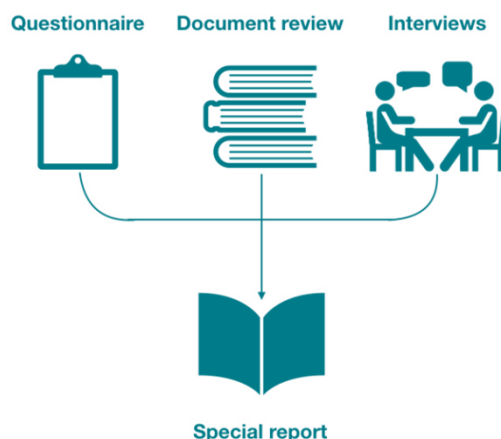 Questionnaire
Document review
Interviews
Special report